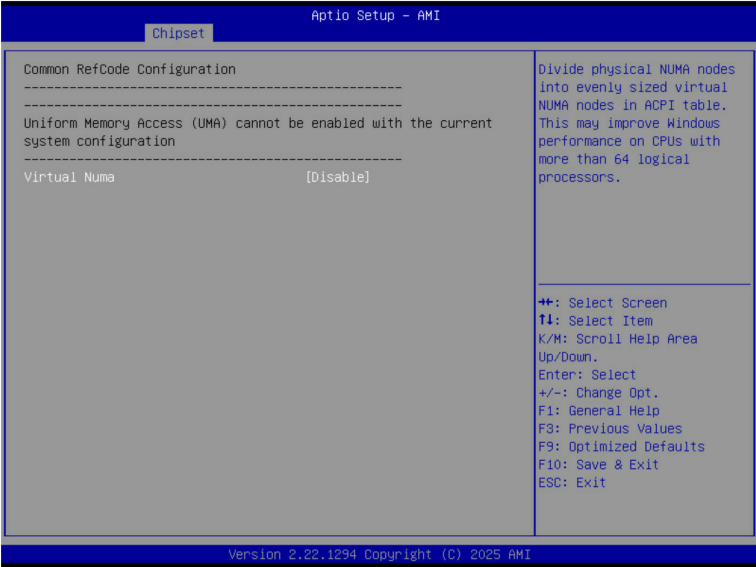 Aptio Setup – AMI
Chipset
Common RefCode Configuration
--------------------------------------------------
--------------------------------------------------
Uniform Memory Access (UMA) cannot be enabled with the current
system configuration
--------------------------------------------------
Virtual Numa [Disable]
Divide physical NUMA nodes
into evenly sized virtual
NUMA nodes in ACPI table.
This may improve Windows
performance on CPUs with
more than 64 logical
processors.
→←: Select Screen
↑↓: Select Item
K/M: Scroll Help Area
Up/Down.
Enter: Select
+/-: Change Opt.
F1: General Help
F3: Previous Values
F9: Optimized Defaults
F10: Save & Exit
ESC: Exit
Version 2.22.1294 Copyright (C) 2025 AMI